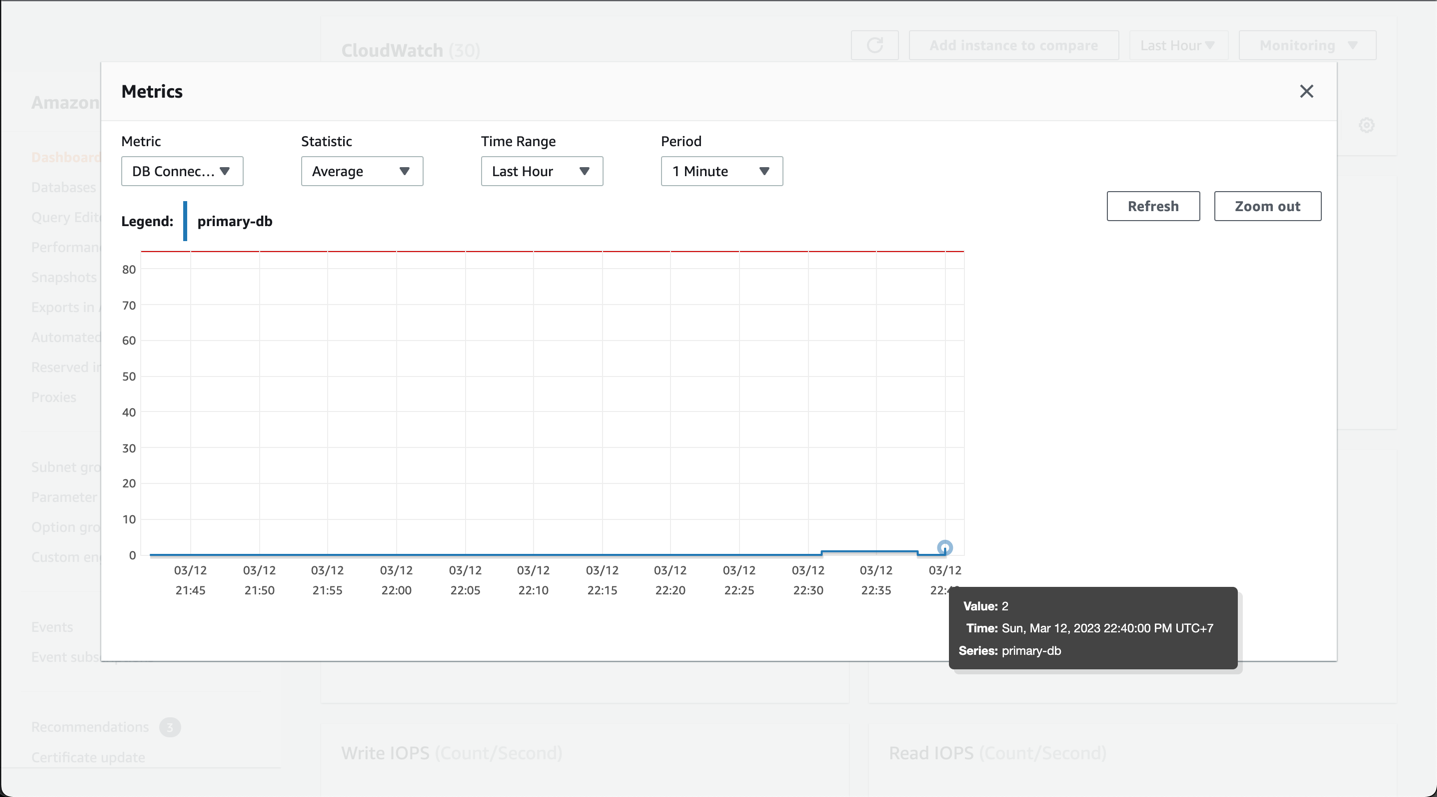 CloudWatch (30)
Add instance to compare
Last Hour
Monitoring
Metrics
Amazon
Metric
Statistic
Time Range
Period
DB Connec...
Average
Last Hour
1 Minute
Refresh
Zoom out
Legend:
primary-db
Dashboard
Databases
Query Edit
Performan
Snapshots
Exports in
Automated
Reserved in
Proxies
Subnet gro
Parameter
Option gro
Custom en
Events
Event subs
Recommendations 3
Certificate update
80
70
60
50
40
30
20
10
0
03/12 03/12 03/12 03/12 03/12 03/12 03/12 03/12 03/12 03/12 03/12 03/12
21:45 21:50 21:55 22:00 22:05 22:10 22:15 22:20 22:25 22:30 22:35 22:4
Value: 2
Time: Sun, Mar 12, 2023 22:40:00 PM UTC+7
Series: primary-db
Write IOPS (Count/Second)
Read IOPS (Count/Second)